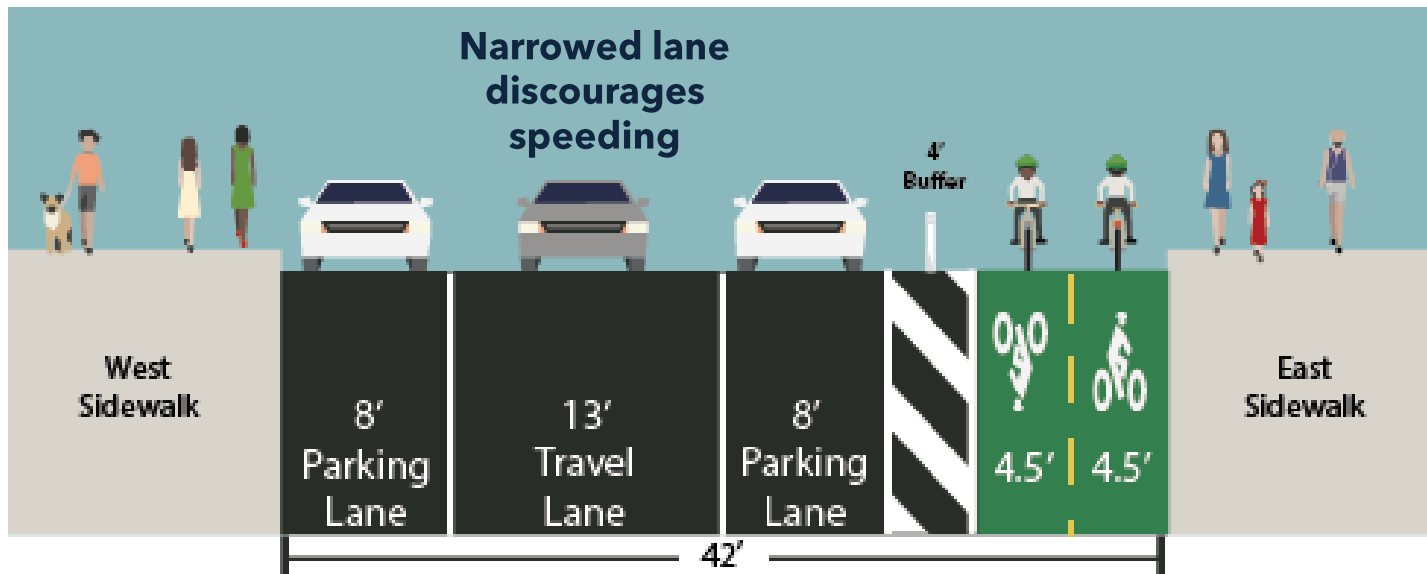 Narrowed lane
discourages
speeding
4'
Buffer
West
Sidewalk
8'
Parking
Lane
13'
Travel
Lane
8'
Parking
Lane
4.5'
4.5'
East
Sidewalk
42'